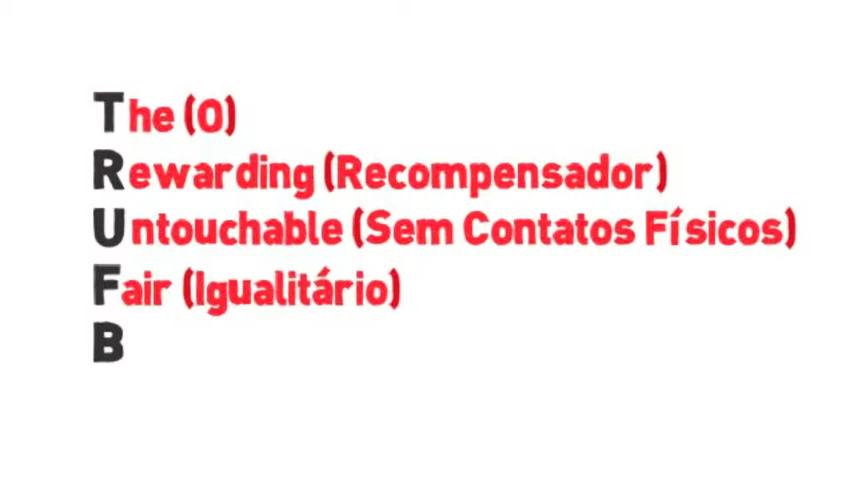 The (O)
Rewarding (Recompensador)
Untouchable (Sem Contatos Físicos)
Fair (Igualitário)
B